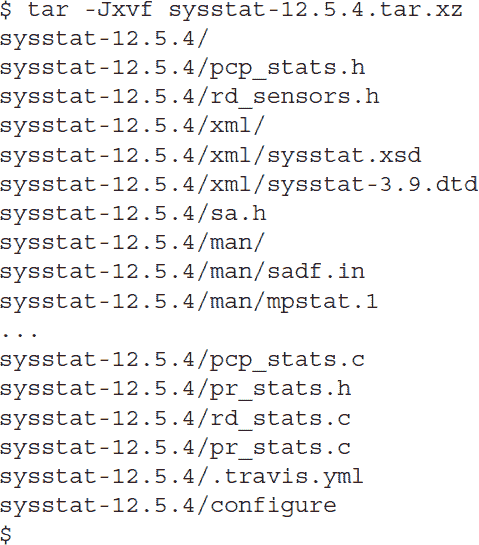 $ tar -Jxvf sysstat-12.5.4.tar.xz
sysstat-12.5.4/
sysstat-12.5.4/pcp_stats.h
sysstat-12.5.4/rd_sensors.h
sysstat-12.5.4/xml/
sysstat-12.5.4/xml/sysstat.xsd
sysstat-12.5.4/xml/sysstat-3.9.dtd
sysstat-12.5.4/sa.h
sysstat-12.5.4/man/
sysstat-12.5.4/man/sadf.in
sysstat-12.5.4/man/mpstat.1
...
sysstat-12.5.4/pcp_stats.c
sysstat-12.5.4/pr_stats.h
sysstat-12.5.4/rd_stats.c
sysstat-12.5.4/pr_stats.c
sysstat-12.5.4/.travis.yml
sysstat-12.5.4/configure
$